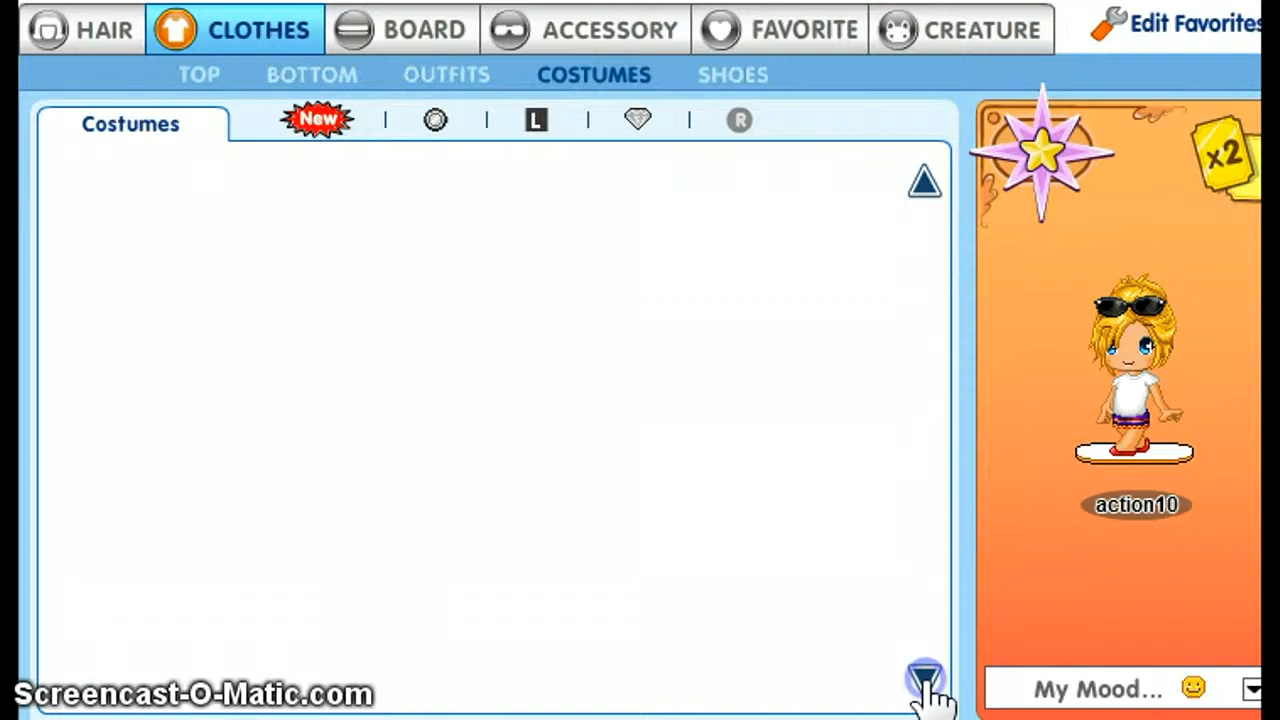 HAIR CLOTHES BOARD ACCESSORY FAVORITE CREATURE Edit Favorites
TOP BOTTOM OUTFITS COSTUMES SHOES
Costumes New L R
x2
action10
My Mood...
Screencast-O-Matic.com